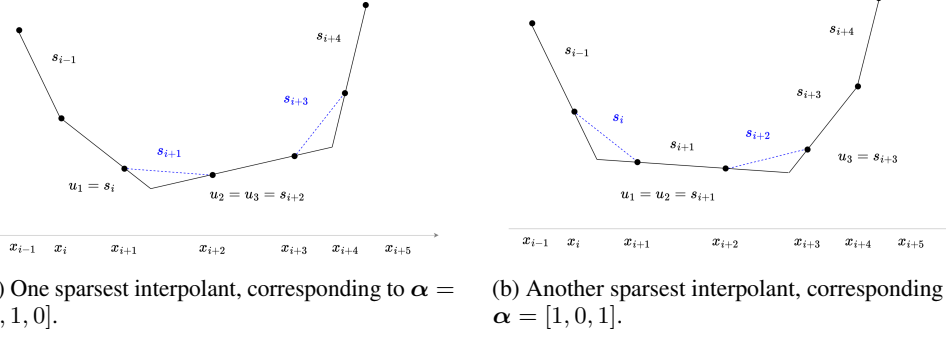 s_{i-1}
s_{i+4}
s_{i+3}
s_{i+1}
u_1 = s_i
u_2 = u_3 = s_{i+2}
x_{i-1} x_i x_{i+1} x_{i+2} x_{i+3} x_{i+4} x_{i+5}
) One sparsest interpolant, corresponding to α =
, 1, 0].
s_{i-1}
s_{i+4}
s_{i+3}
s_i
s_{i+2}
s_{i+1}
u_3 = s_{i+3}
u_1 = u_2 = s_{i+1}
x_{i-1} x_i x_{i+1} x_{i+2} x_{i+3} x_{i+4} x_{i+5}
(b) Another sparsest interpolant, corresponding
α = [1, 0, 1].